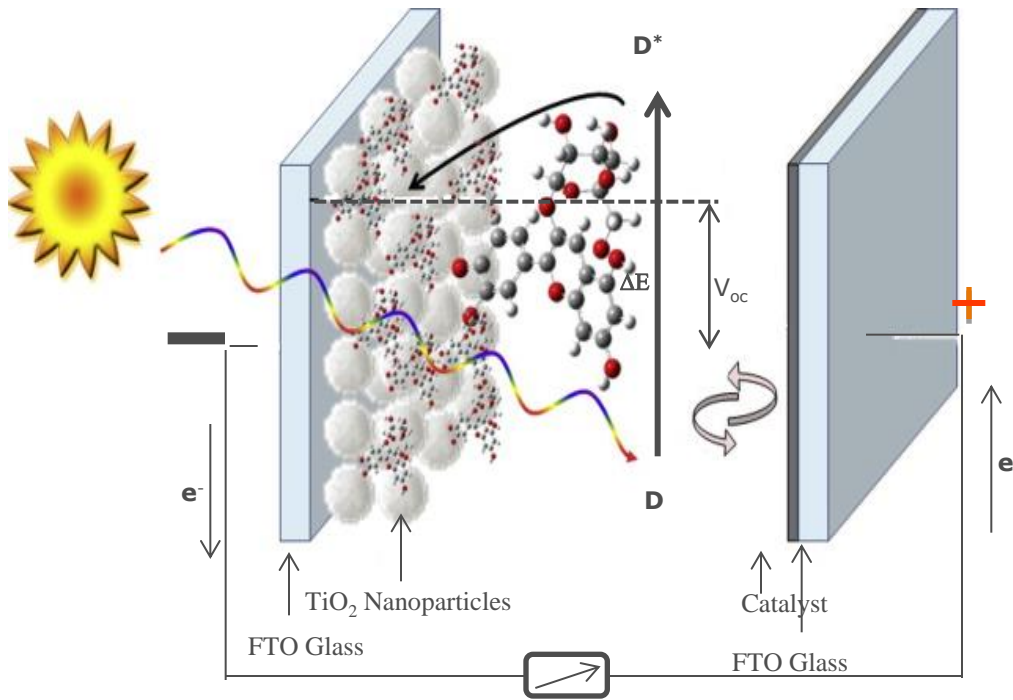 D*
ΔE
Voc
+
e-
D
e
TiO2 Nanoparticles
Catalyst
FTO Glass
FTO Glass